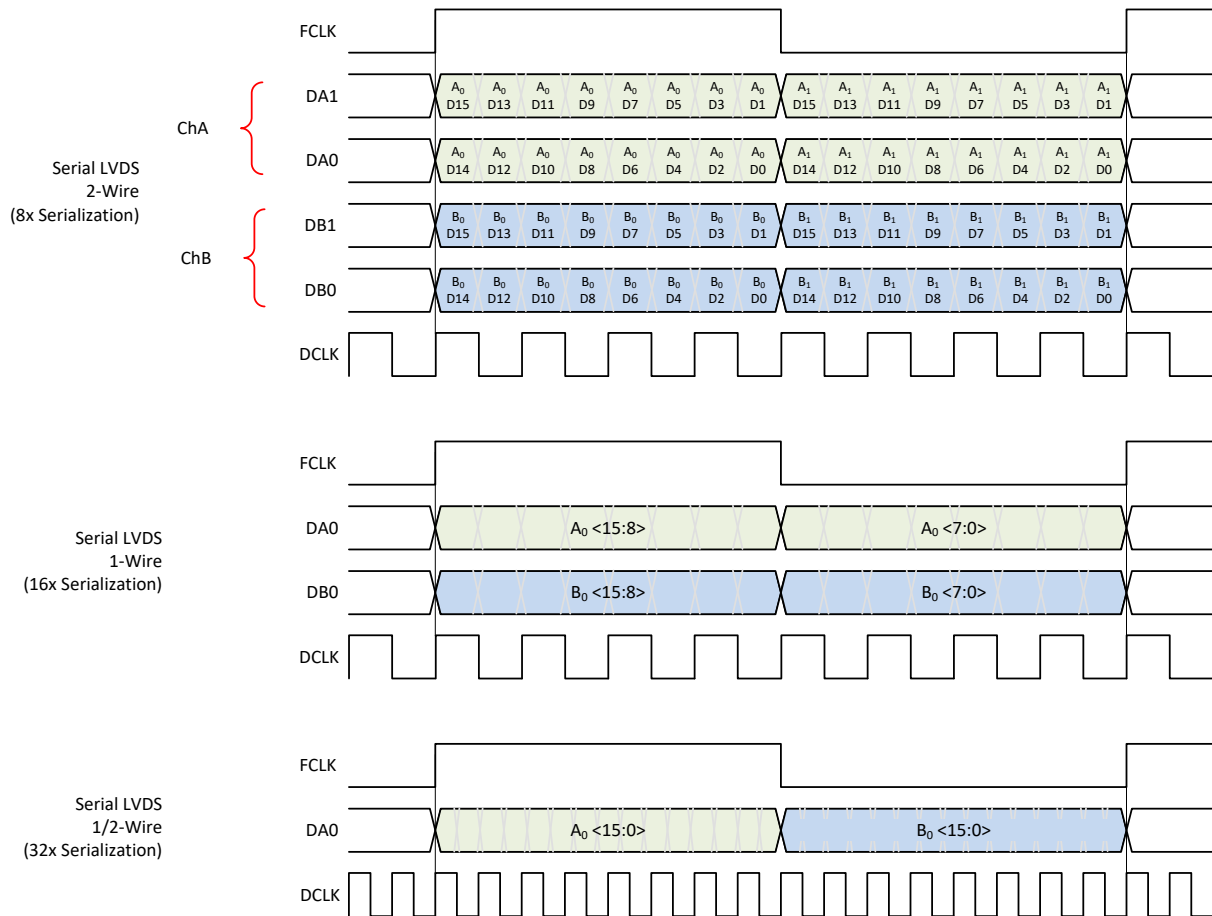 FCLK
DA1
A0 A0 A0 A0 A0 A0 A0 A0 A1 A1 A1 A1 A1 A1 A1 A1
D15 D13 D11 D9 D7 D5 D3 D1 D15 D13 D11 D9 D7 D5 D3 D1
ChA
DA0
A0 A0 A0 A0 A0 A0 A0 A0 A1 A1 A1 A1 A1 A1 A1 A1
D14 D12 D10 D8 D6 D4 D2 D0 D14 D12 D10 D8 D6 D4 D2 D0
Serial LVDS
2-Wire
(8x Serialization)
DB1
B0 B0 B0 B0 B0 B0 B0 B0 B1 B1 B1 B1 B1 B1 B1 B1
D15 D13 D11 D9 D7 D5 D3 D1 D15 D13 D11 D9 D7 D5 D3 D1
ChB
DB0
B0 B0 B0 B0 B0 B0 B0 B0 B1 B1 B1 B1 B1 B1 B1 B1
D14 D12 D10 D8 D6 D4 D2 D0 D14 D12 D10 D8 D6 D4 D2 D0
DCLK
FCLK
Serial LVDS
1-Wire
(16x Serialization)
DA0 A0 <15:8> A0 <7:0>
DB0 B0 <15:8> B0 <7:0>
DCLK
FCLK
Serial LVDS
1/2-Wire
(32x Serialization)
DA0 A0 <15:0> B0 <15:0>
DCLK